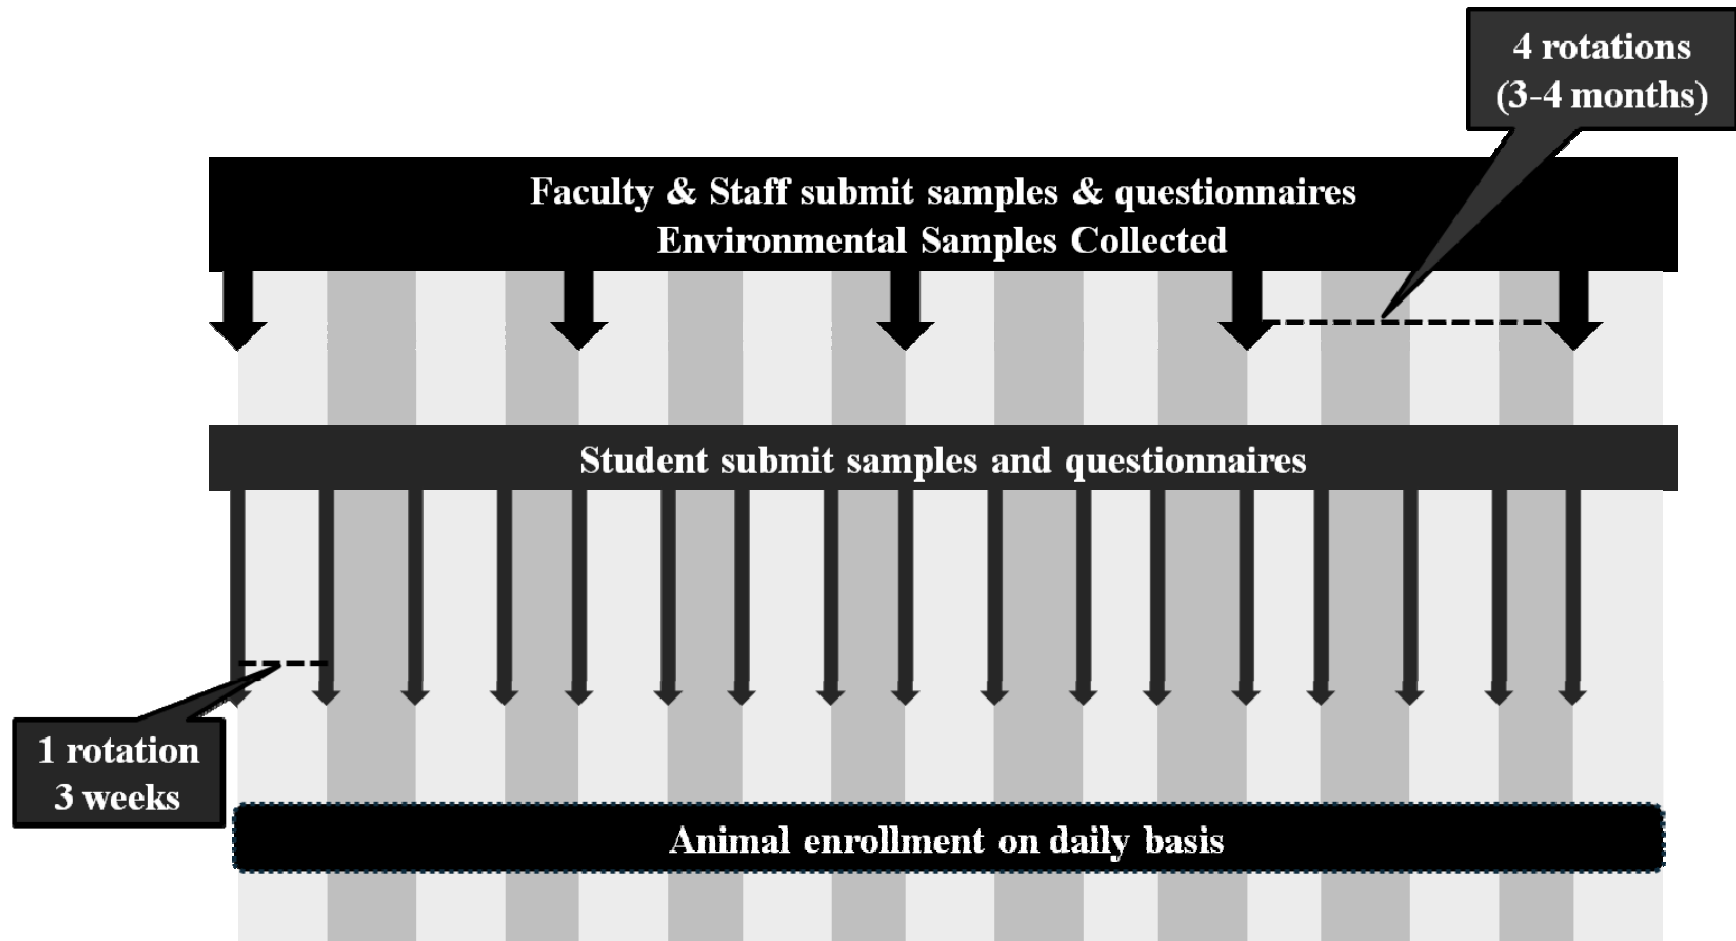 4 rotations
(3-4 months)
Faculty & Staff submit samples & questionnaires
Environmental Samples Collected
Student submit samples and questionnaires
1 rotation
3 weeks
Animal enrollment on daily basis